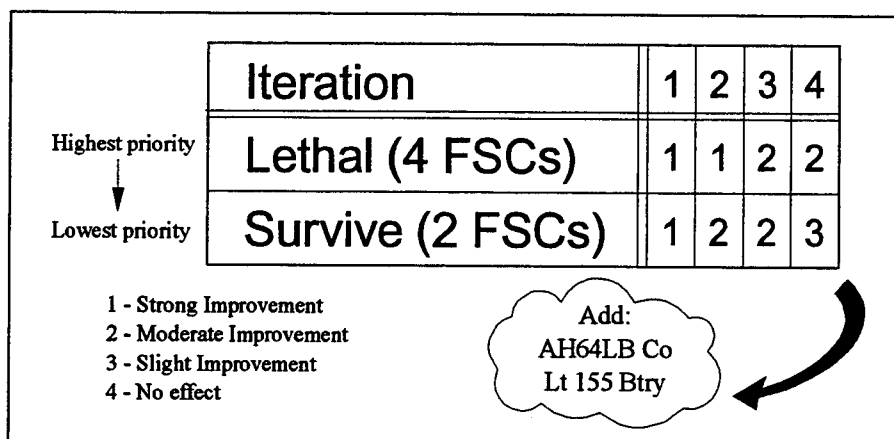 Iteration 1 2 3 4
Highest priority
Lethal (4 FSCs) 1 1 2 2
Lowest priority
Survive (2 FSCs) 1 2 2 3
1 - Strong Improvement
2 - Moderate Improvement
3 - Slight Improvement
4 - No effect
Add:
AH64LB Co
Lt 155 Btry